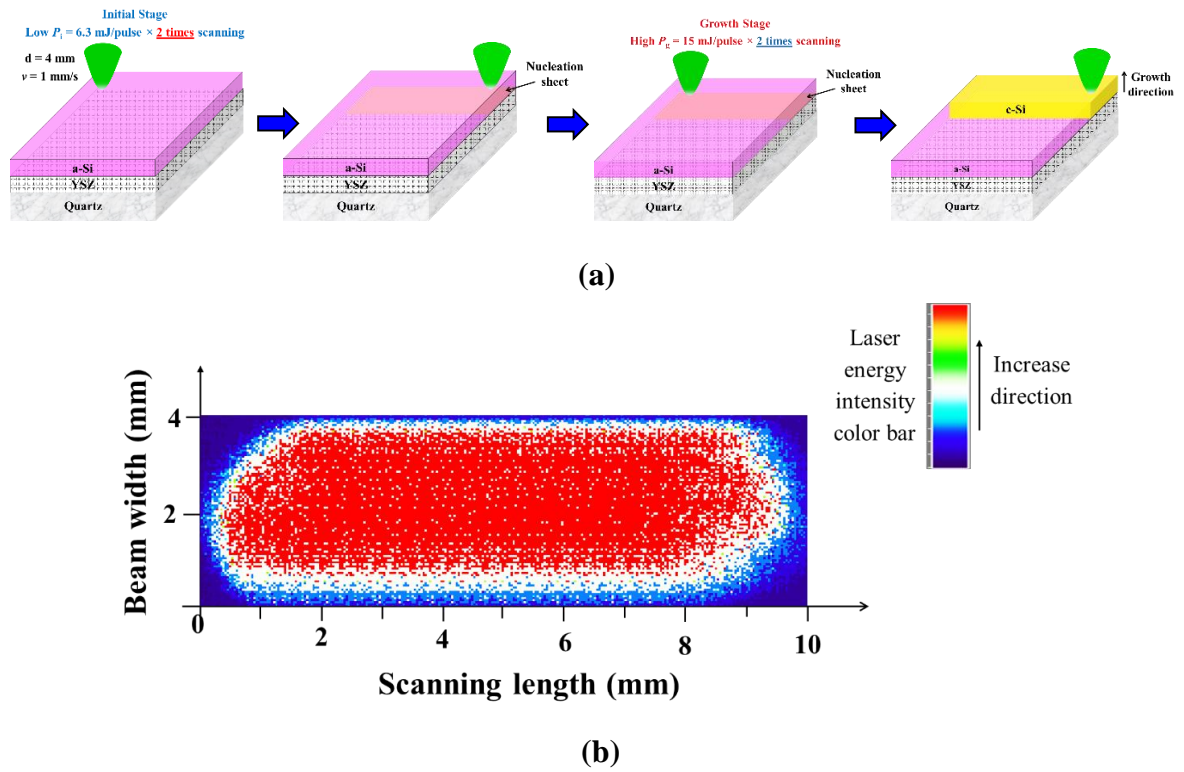 Initial Stage
Low Pi = 6.3 mJ/pulse × 2 times scanning
d = 4 mm
v = 1 mm/s
a-Si
YSZ
Quartz
Nucleation
sheet
a-Si
YSZ
Quartz
Growth Stage
High Pg = 15 mJ/pulse × 2 times scanning
Nucleation
sheet
a-Si
YSZ
Quartz
Growth
direction
c-Si
a-Si
YSZ
Quartz
(a)
Laser
energy
intensity
color bar
Increase
direction
Beam width (mm)
4
2
0
2
4
6
8
10
Scanning length (mm)
(b)